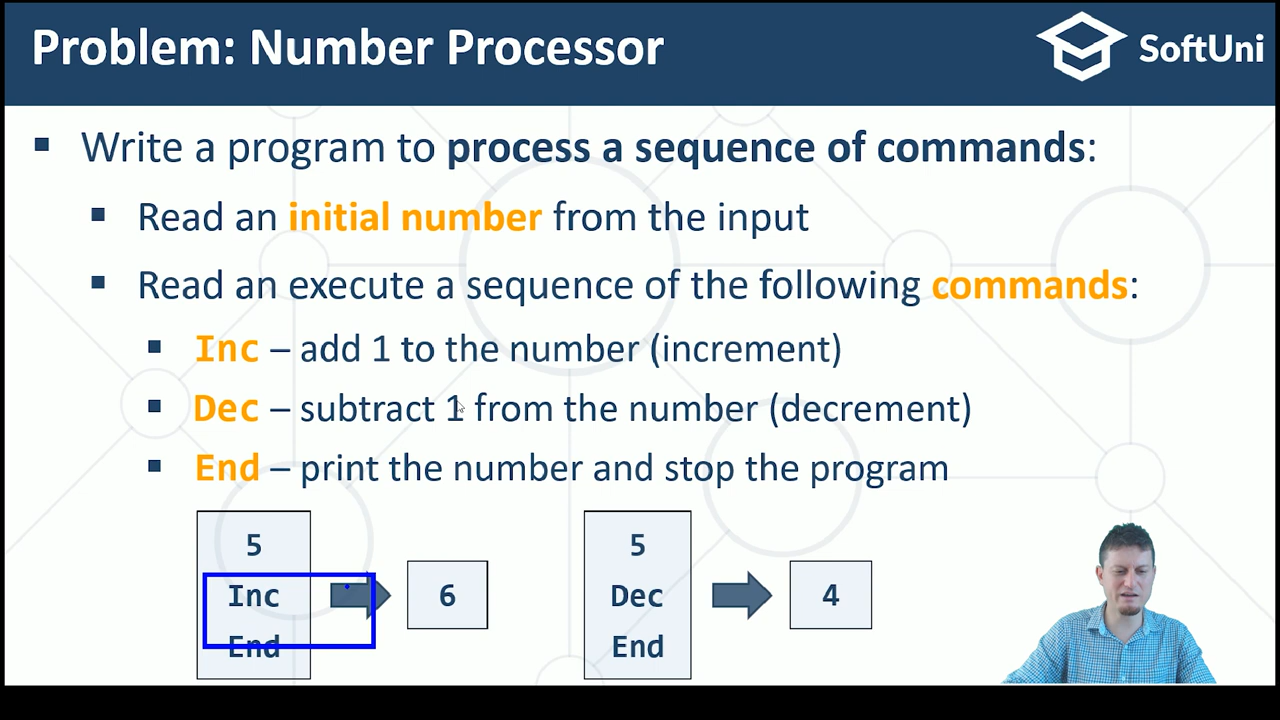 Problem: Number Processor
SoftUni
Write a program to process a sequence of commands:
Read an initial number from the input
Read an execute a sequence of the following commands:
Inc – add 1 to the number (increment)
Dec – subtract 1 from the number (decrement)
End – print the number and stop the program
5
Inc
End
6
5
Dec
End
4